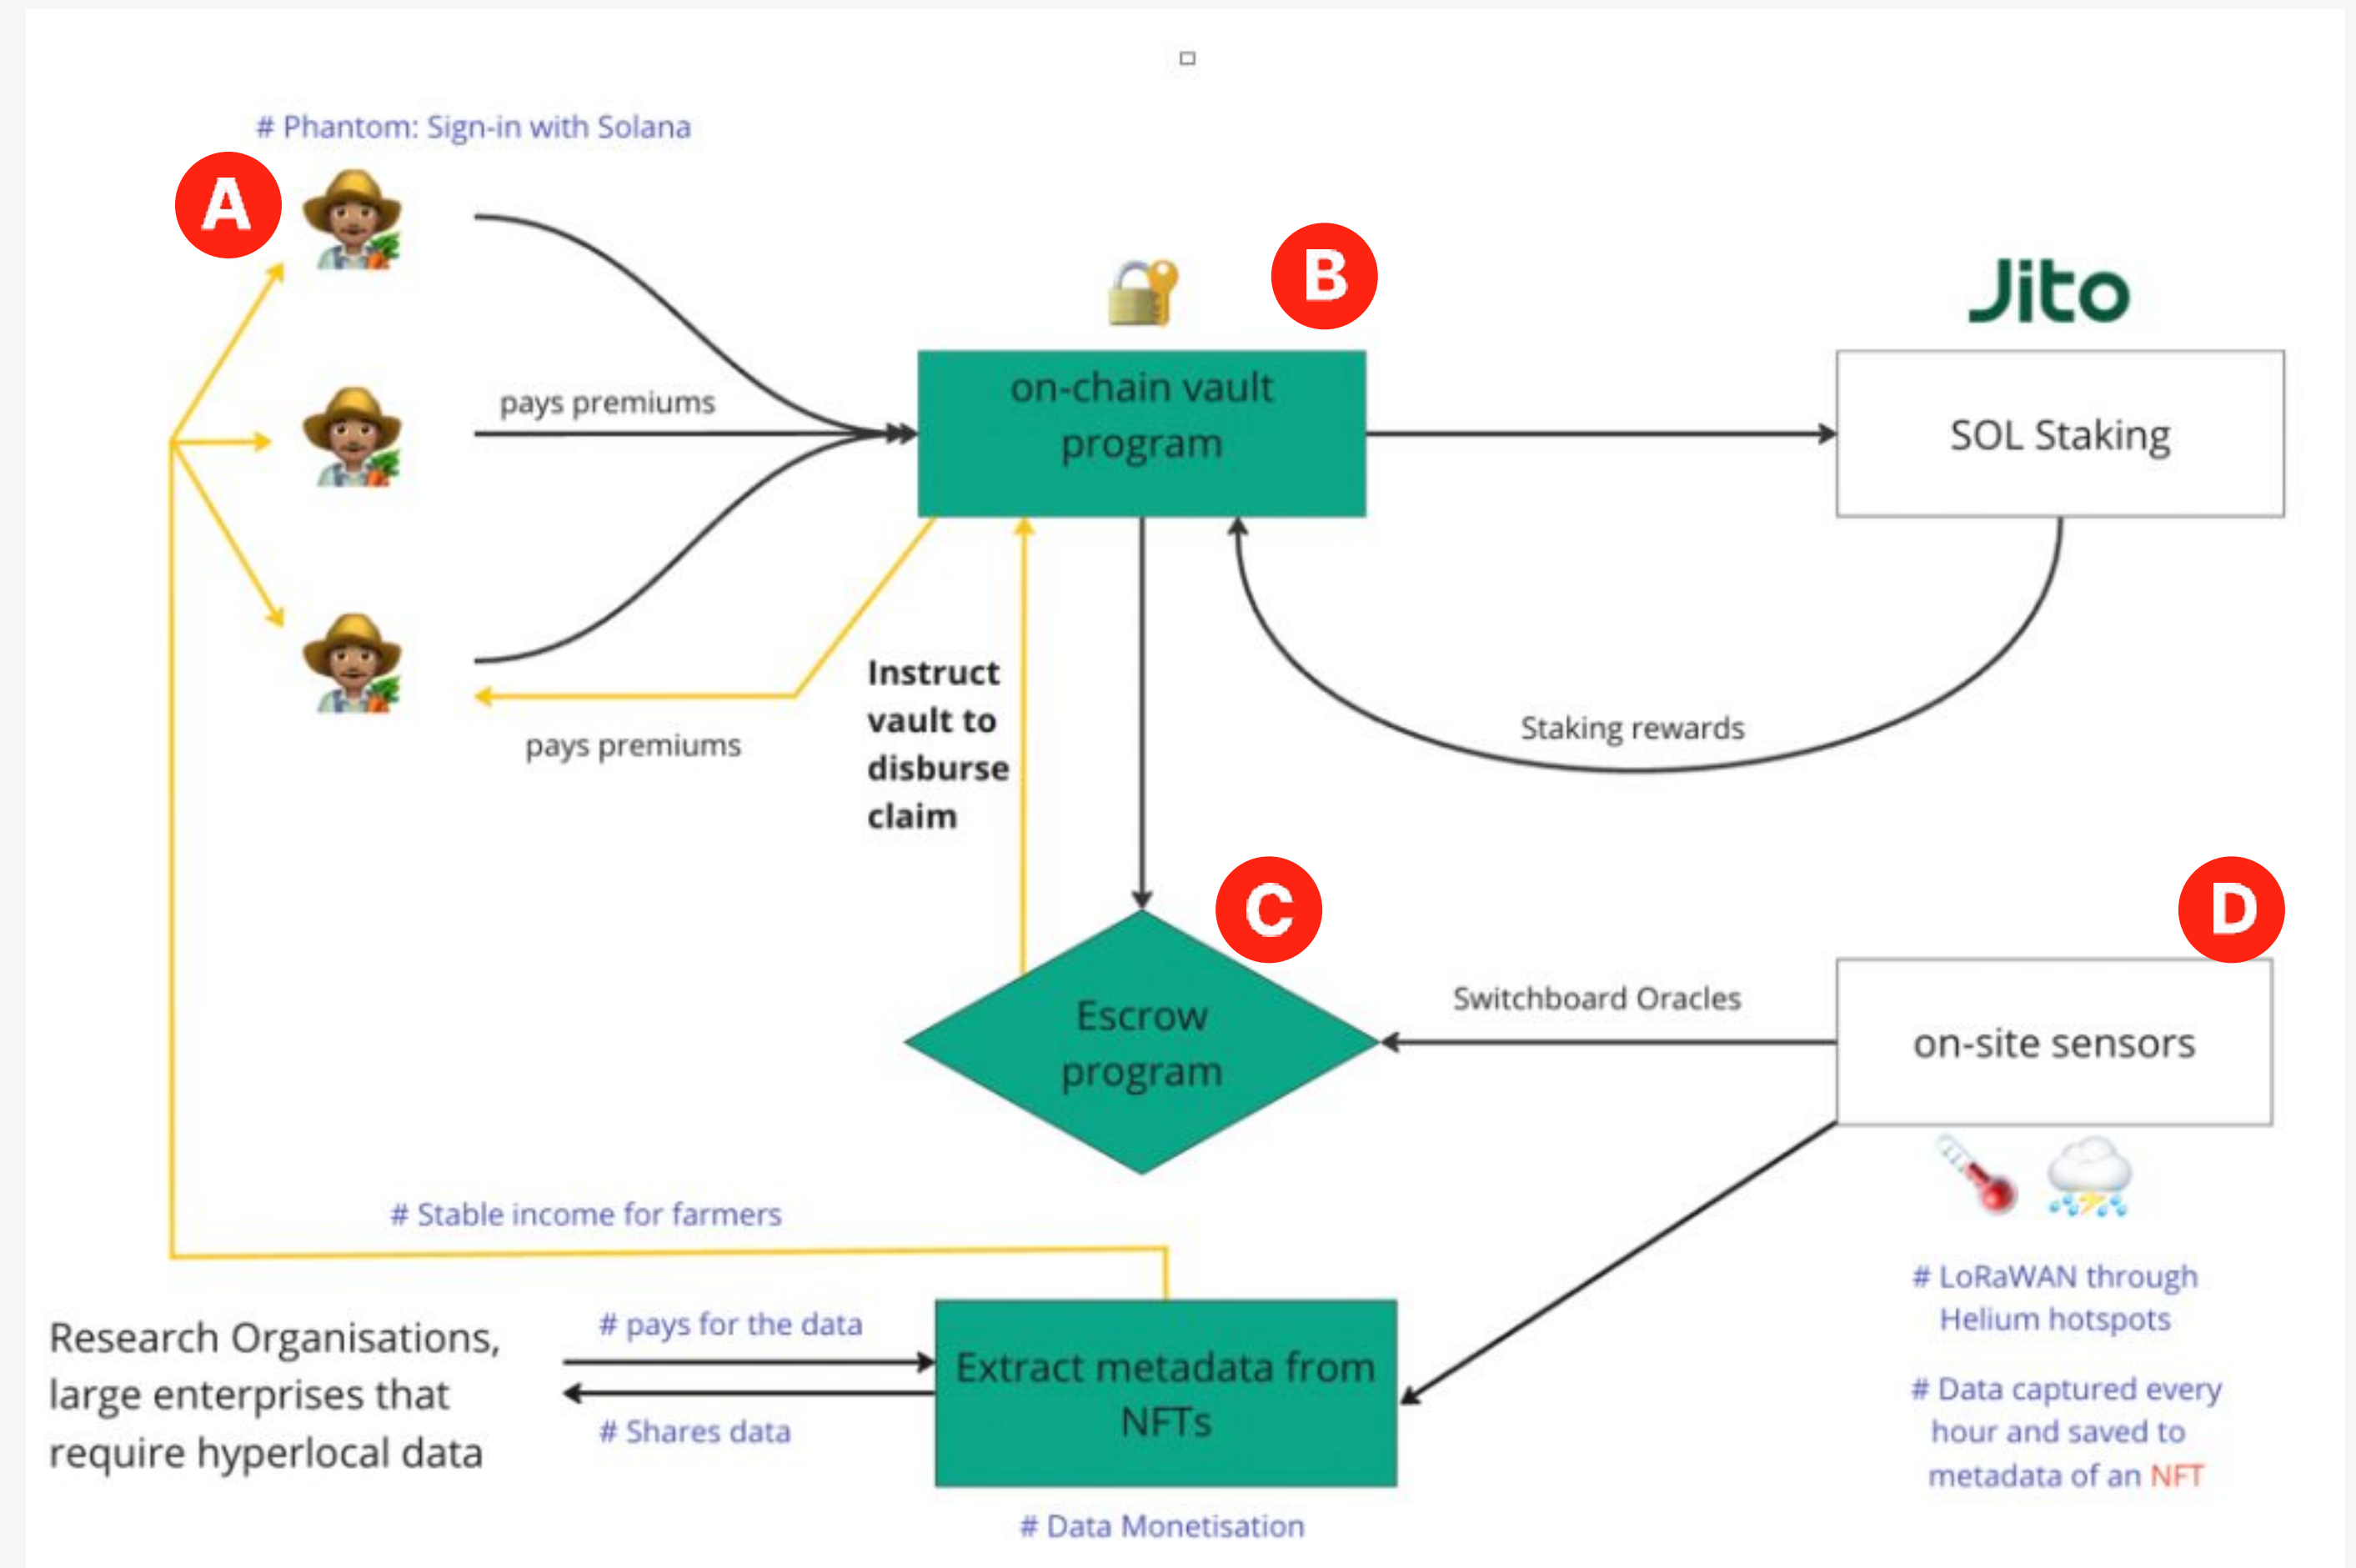 # Phantom: Sign-in with Solana
A
B
Jito
pays premiums
on-chain vault
program
SOL Staking
Instruct
vault to
disburse
claim
pays premiums
Staking rewards
C
D
Switchboard Oracles
Escrow
program
on-site sensors
# Stable income for farmers
# LoRaWAN through
Helium hotspots
# Data captured every
hour and saved to
metadata of an NFT
Research Organisations,
large enterprises that
require hyperlocal data
# pays for the data
# Shares data
Extract metadata from
NFTs
# Data Monetisation